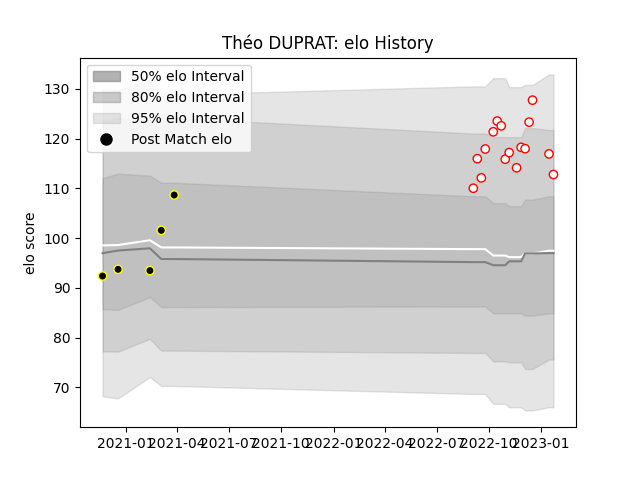 Théo DUPRAT: elo History
50% elo Interval
80% elo Interval
95% elo Interval
Post Match elo
elo score
130
120
110
100
90
80
70
2021-01 2021-04 2021-07 2021-10 2022-01 2022-04 2022-07 2022-10 2023-01